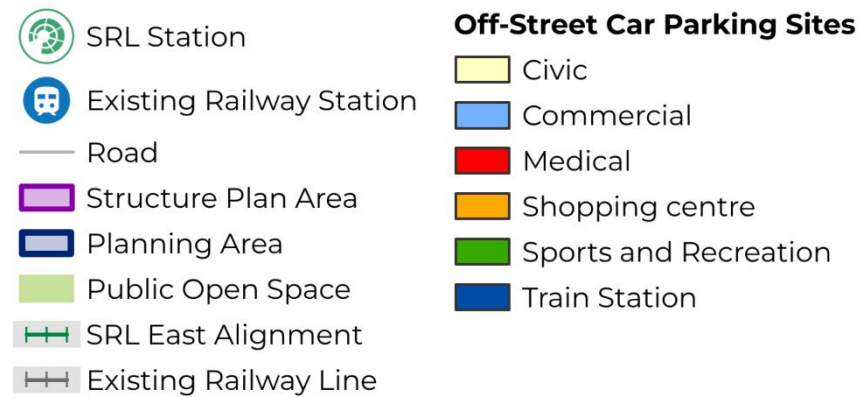 SRL Station
Existing Railway Station
Road
Structure Plan Area
Planning Area
Public Open Space
SRL East Alignment
Existing Railway Line
Off-Street Car Parking Sites
Civic
Commercial
Medical
Shopping centre
Sports and Recreation
Train Station